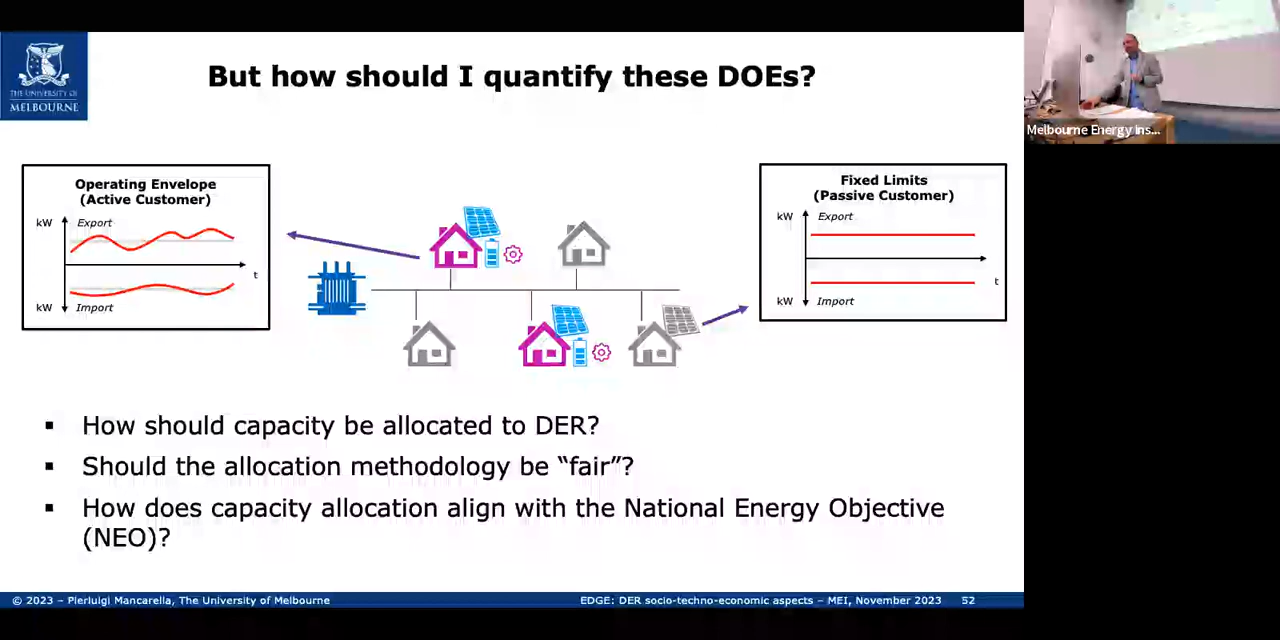 But how should I quantify these DOEs?
THE UNIVERSITY OF
MELBOURNE
Melbourne Energy Ins...
Operating Envelope
(Active Customer)
kW
Export
t
kW
Import
Fixed Limits
(Passive Customer)
kW
Export
t
kW
Import
▪ How should capacity be allocated to DER?
▪ Should the allocation methodology be “fair”?
▪ How does capacity allocation align with the National Energy Objective
(NEO)?
© 2023 – Pierluigi Mancarella, The University of Melbourne
EDGE: DER socio-techno-economic aspects – MEI, November 2023 52